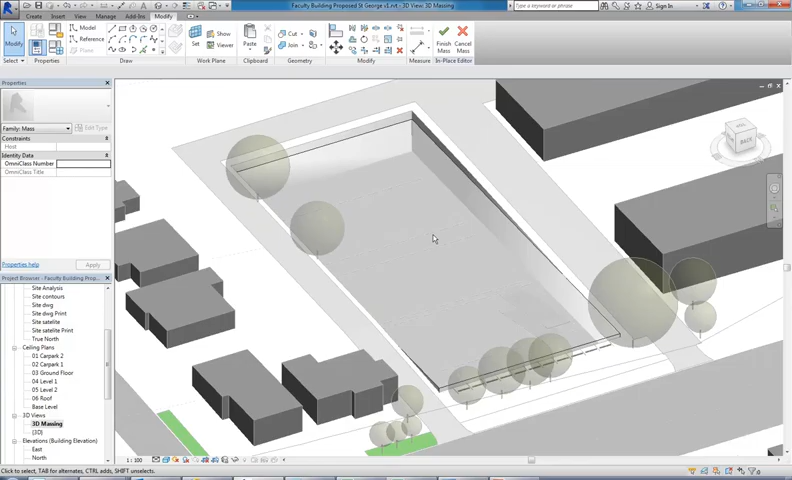 Faculty Building Proposed St George v3.rvt - 3D View: 3D Massing
Type a keyword or phrase
Sign In
Home Insert View Manage Add-Ins Modify
Modify
Model
Reference
Plane
Set
Show
Viewer
Paste
Cut
Join
Finish Mass
Cancel Mass
Select
Properties
Draw
Work Plane
Clipboard
Geometry
Modify
Measure
In-Place Editor
Properties
Family: Mass
Edit Type
Constraints
Host
Identity Data
OmniClass Number
OmniClass Title
Properties help
Apply
Project Browser - Faculty Building Prop...
Site Analysis
Site contours
Site dwg
Site dwg Print
Site satelite
Site satelite Print
True North
Ceiling Plans
01 Carpark 2
02 Carpark 1
03 Ground Floor
04 Level 1
05 Level 2
06 Roof
Base Level
3D Views
3D Massing
{3D}
Elevations (Building Elevation)
East
North
BACK
1 : 100
Click to select, TAB for alternates, CTRL adds, SHIFT unselects.
:0